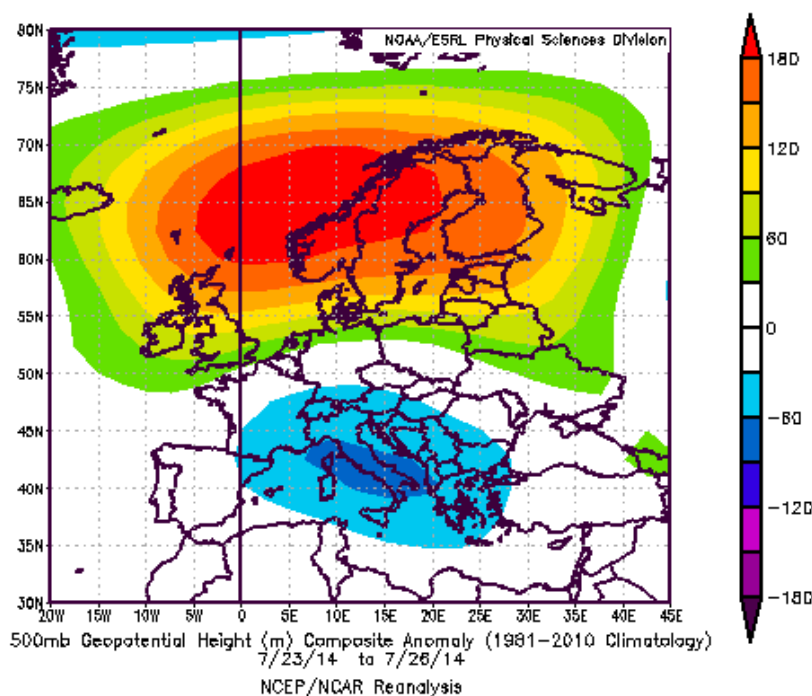 NOAA/ESRL Physical Sciences Division
80N
75N
70N
65N
60N
55N
50N
45N
40N
35N
30N
20W 15W 10W 5W 0 5E 10E 15E 20E 25E 30E 35E 40E 45E
180
120
60
0
-60
-120
-180
500mb Geopotential Height (m) Composite Anomaly (1981-2010 Climatology)
7/23/14 to 7/26/14
NCEP/NCAR Reanalysis